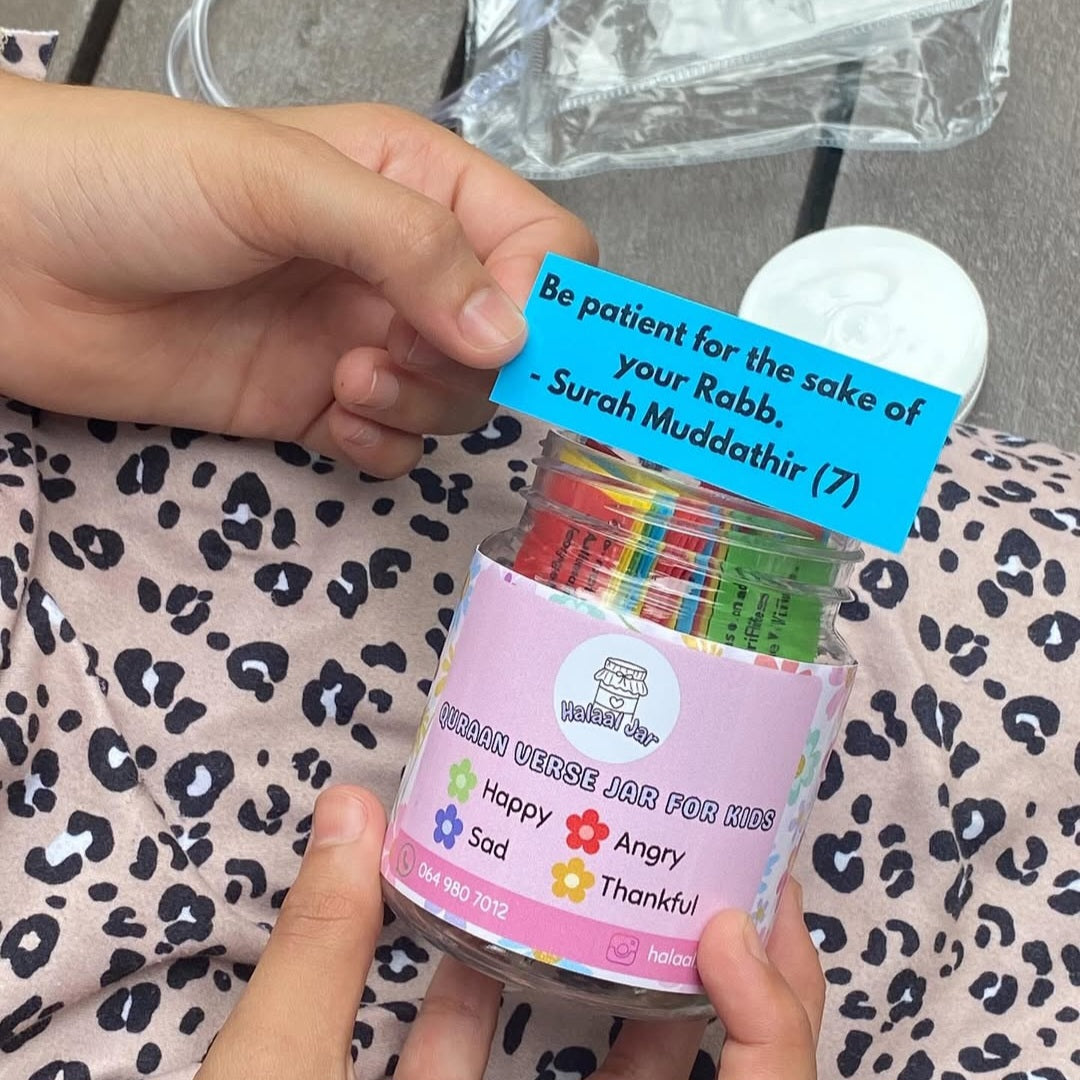 Be patient for the sake of
your Rabb.
- Surah Muddathir (7)
Halaal Jar
QURAAN VERSE JAR FOR KIDS
Happy
Angry
Sad
Thankful
064 980 7012